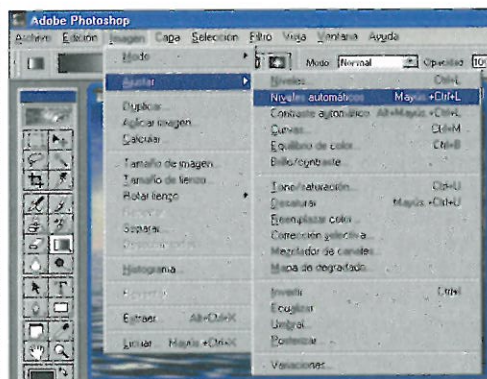 Adobe Photoshop
Archivo Edición Imagen Capa Selección Filtro Vista Ventana Ayuda
Modo
Modo: Normal Opacidad: 100
Ajustar
Duplicar...
Aplicar imagen...
Calcular...
Tamaño de imagen...
Tamaño de lienzo...
Rotar lienzo
Separar...
Histograma...
Extraer... Alt+Ctrl+X
Licuar... Mayús.+Ctrl+X
Niveles... Ctrl+L
Niveles automáticos Mayús.+Ctrl+L
Contraste automático Alt+Mayús.+Ctrl+L
Curvas... Ctrl+M
Equilibrio de color... Ctrl+B
Brillo/contraste...
Tono/saturación... Ctrl+U
Desaturar Mayús.+Ctrl+U
Reemplazar color...
Corrección selectiva...
Mezclador de canales...
Mapa de degradado...
Invertir Ctrl+I
Ecualizar
Umbral...
Posterizar...
Variaciones...